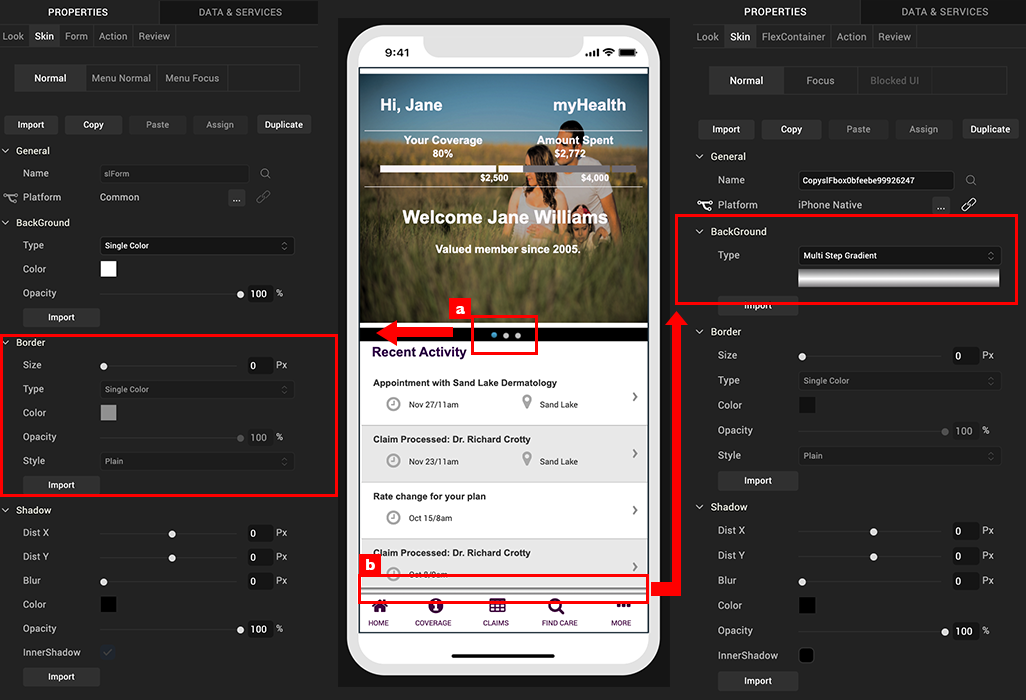 PROPERTIES
DATA & SERVICES
Look Skin Form Action Review
Normal Menu Normal Menu Focus
Import Copy Paste Assign Duplicate
General
Name slForm
Platform Common ...
BackGround
Type Single Color
Color
Opacity 100 %
Import
Border
Size 0 Px
Type Single Color
Color
Opacity 100 %
Style Plain
Import
Shadow
Dist X 0 Px
Dist Y 0 Px
Blur 0 Px
Color
Opacity 100 %
InnerShadow
Import
9:41
Hi, Jane myHealth
Your Coverage Amount Spent
80% $2,772
$2,500 $4,000
Welcome Jane Williams
Valued member since 2005.
a
Recent Activity
Appointment with Sand Lake Dermatology
Nov 27/11am Sand Lake
Claim Processed: Dr. Richard Crotty
Nov 23/11am Sand Lake
Rate change for your plan
Oct 15/8am
Claim Processed: Dr. Richard Crotty
b
HOME COVERAGE CLAIMS FIND CARE MORE
PROPERTIES
DATA & SERVICES
Look Skin FlexContainer Action Review
Normal Focus Blocked UI
Import Copy Paste Assign Duplicate
General
Name CopyslFbox0bfeebe99926247
Platform iPhone Native ...
BackGround
Type Multi Step Gradient
Import
Border
Size 0 Px
Type Single Color
Color
Opacity 100 %
Style Plain
Import
Shadow
Dist X 0 Px
Dist Y 0 Px
Blur 0 Px
Color
Opacity 100 %
InnerShadow
Import